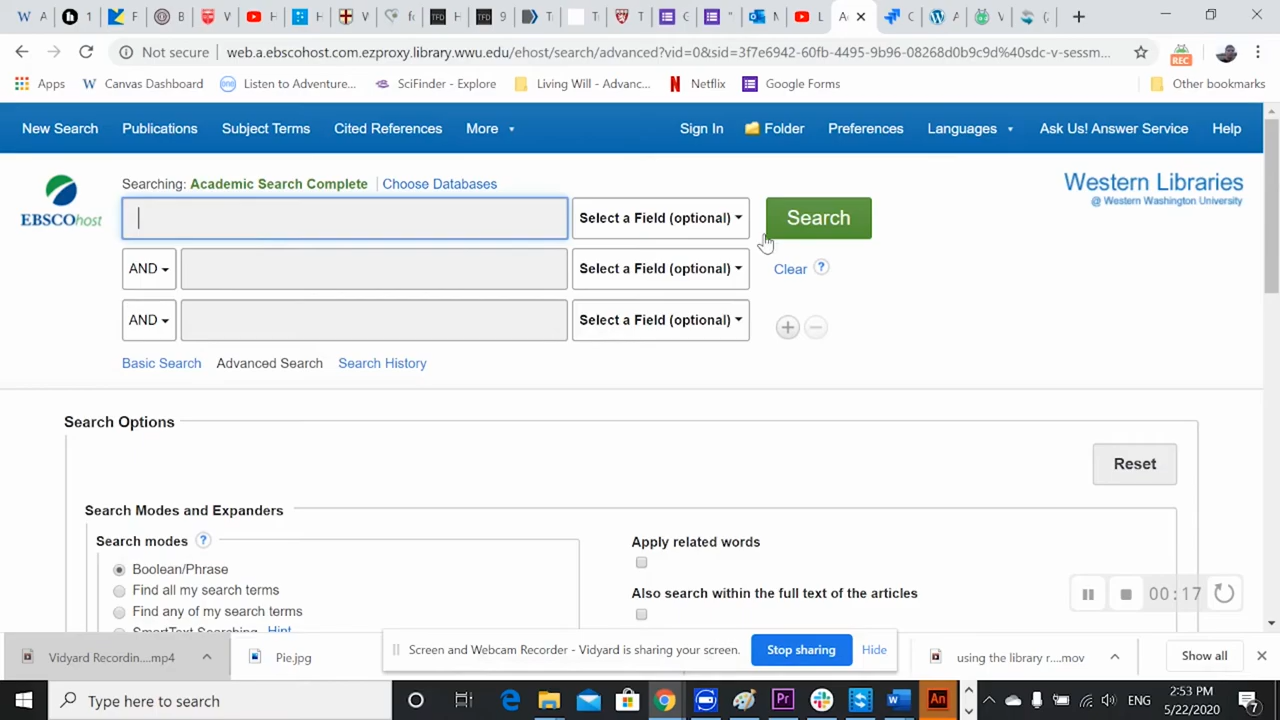 Not secure
web.a.ebscohost.com.ezproxy.library.wwu.edu/ehost/search/advanced?vid=0&sid=3f7e6942-60fb-4495-9b96-08268d0b9c9d%40sdc-v-sessm...
REC
Apps
Canvas Dashboard
Listen to Adventure...
SciFinder - Explore
Living Will - Advanc...
Netflix
Google Forms
Other bookmarks
New Search
Publications
Subject Terms
Cited References
More
Sign In
Folder
Preferences
Languages
Ask Us! Answer Service
Help
Searching: Academic Search Complete
Choose Databases
EBSCOhost
Western Libraries
@ Western Washington University
Select a Field (optional)
Search
AND
Select a Field (optional)
Clear
AND
Select a Field (optional)
Basic Search
Advanced Search
Search History
Search Options
Reset
Search Modes and Expanders
Search modes
Apply related words
Boolean/Phrase
Find all my search terms
Also search within the full text of the articles
00:17
Find any of my search terms
SmartText Searching Hint
Vidyard Recordin....mp4
Pie.jpg
Screen and Webcam Recorder - Vidyard is sharing your screen.
Stop sharing
Hide
using the library r....mov
Show all
Type here to search
ENG
2:53 PM
5/22/2020
7